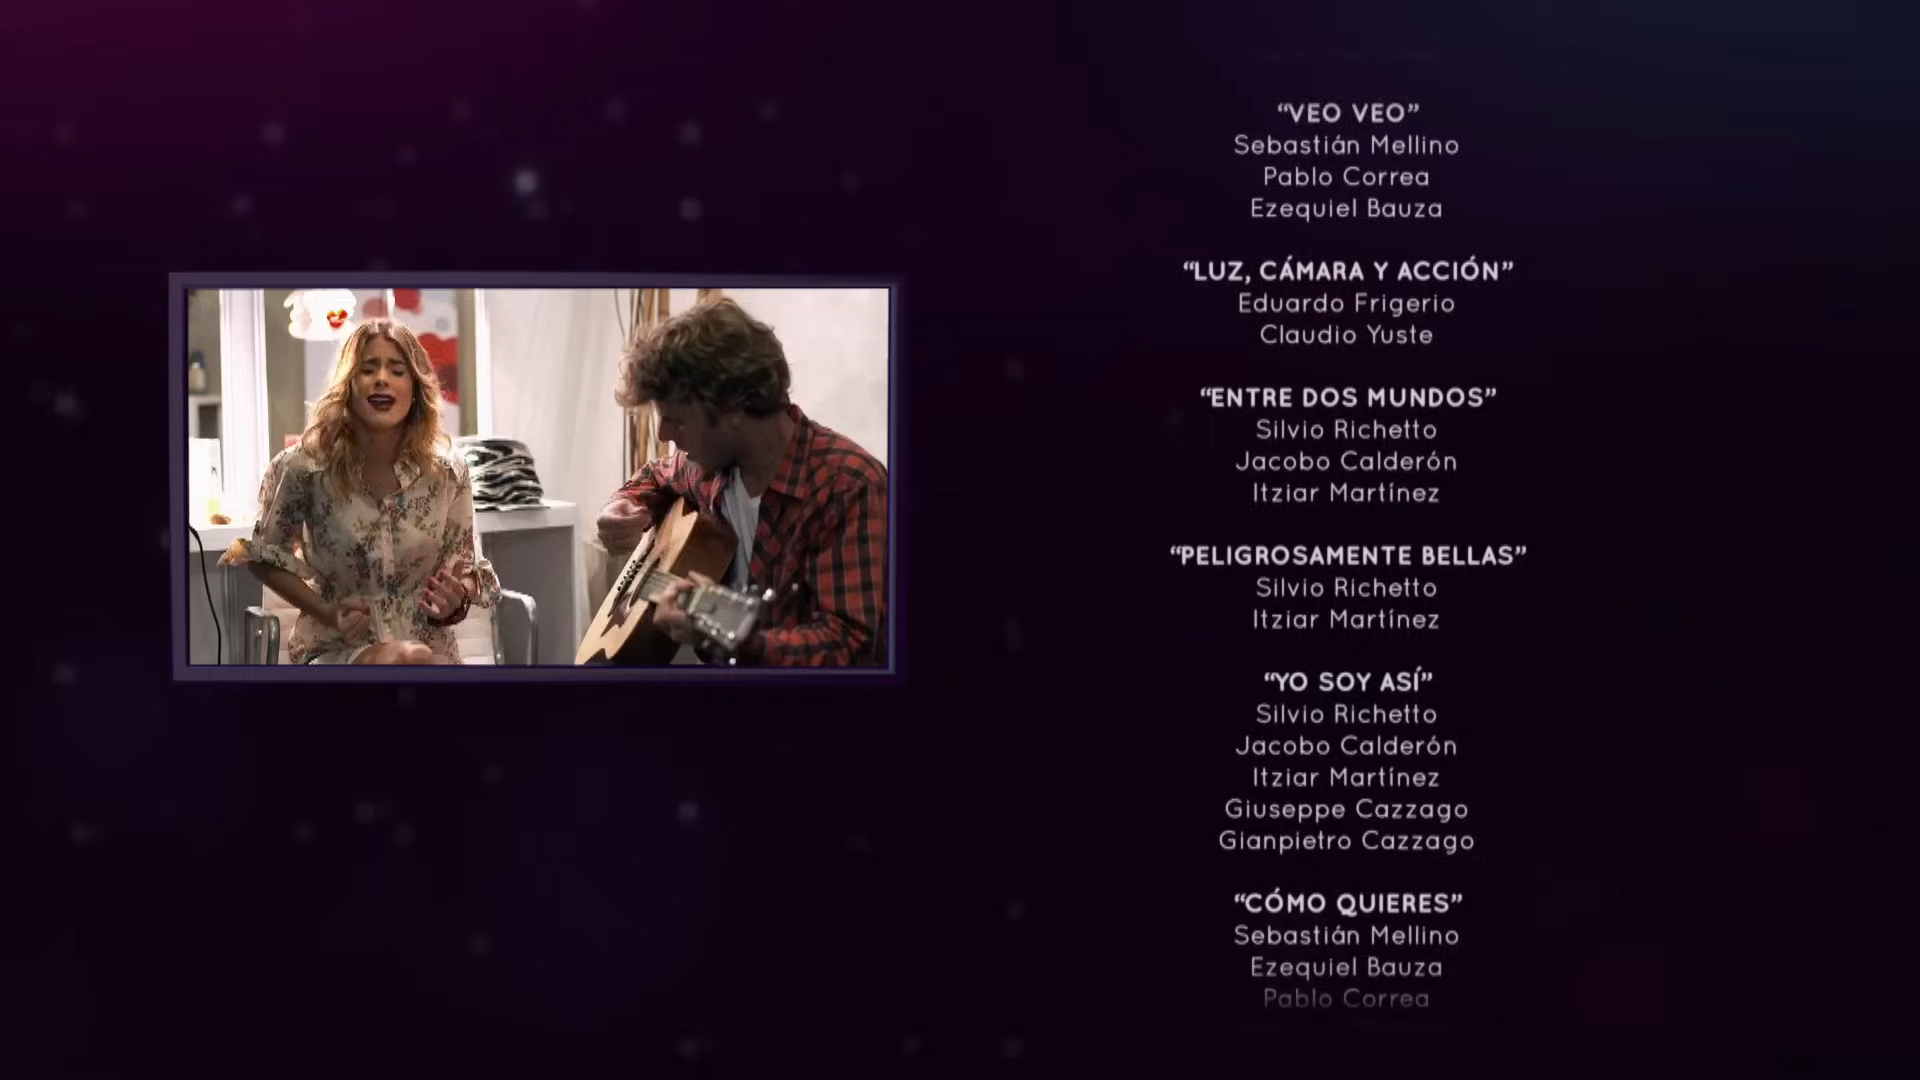 “VEO VEO”
Sebastián Mellino
Pablo Correa
Ezequiel Bauza
“LUZ, CÁMARA Y ACCIÓN”
Eduardo Frigerio
Claudio Yuste
“ENTRE DOS MUNDOS”
Silvio Richetto
Jacobo Calderón
Itziar Martínez
“PELIGROSAMENTE BELLAS”
Silvio Richetto
Itziar Martínez
“YO SOY ASÍ”
Silvio Richetto
Jacobo Calderón
Itziar Martínez
Giuseppe Cazzago
Gianpietro Cazzago
“CÓMO QUIERES”
Sebastián Mellino
Ezequiel Bauza
Pablo Correa